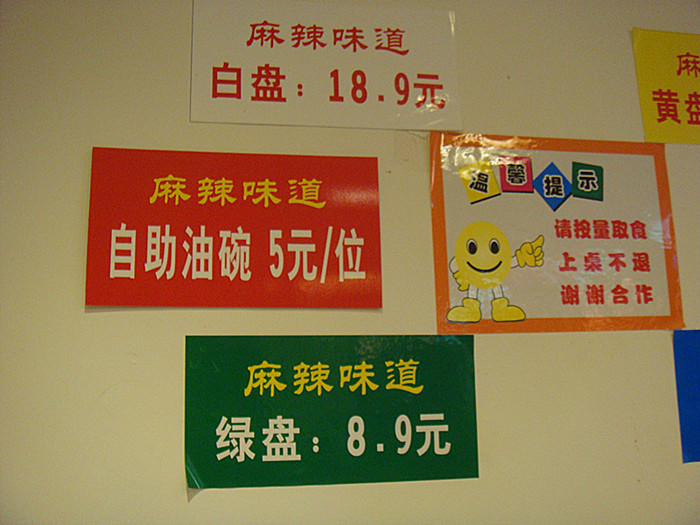 麻辣味道
白盘：18.9元
麻
黄盘
麻辣味道
自助油碗 5元/位
温馨提示
请按量取食
上桌不退
谢谢合作
麻辣味道
绿盘：8.9元